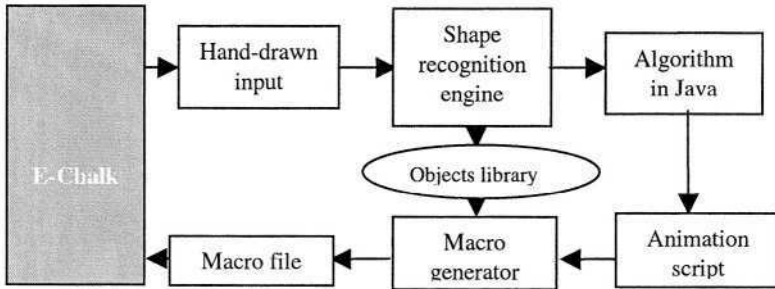 E-Chalk
Hand-drawn
input
Shape
recognition
engine
Algorithm
in Java
Objects library
Macro file
Macro
generator
Animation
script